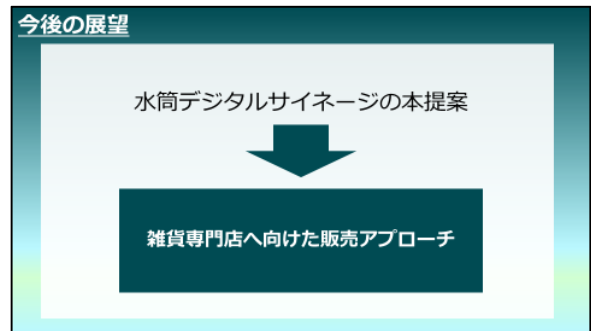 今後の展望
水筒デジタルサイネージの本提案
雑貨専門店へ向けた販売アプローチ